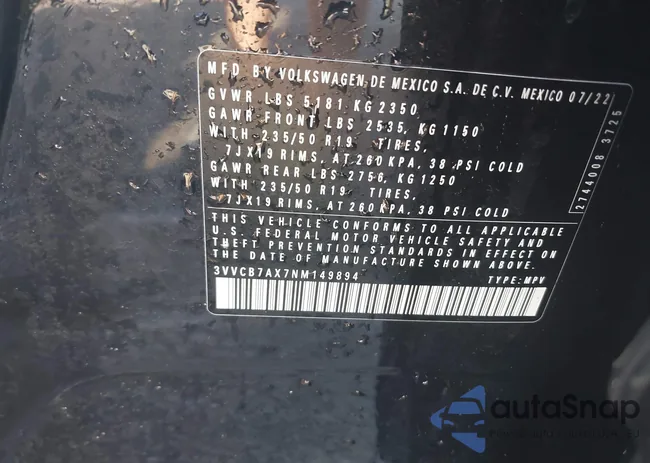 MFD BY VOLKSWAGEN DE MEXICO S.A. DE C.V. MEXICO 07/22
GVWR LBS 5181 KG 2350
GAWR FRONT LBS 2535, KG 1150
WITH 235/50 R19 TIRES,
7JX19 RIMS, AT 260 KPA, 38 PSI COLD
GAWR REAR LBS 2756, KG 1250
WITH 235/50 R19 TIRES,
7JX19 RIMS, AT 260 KPA, 38 PSI COLD
2744008 3725
THIS VEHICLE CONFORMS TO ALL APPLICABLE
U.S. FEDERAL MOTOR VEHICLE SAFETY AND
THEFT PREVENTION STANDARDS IN EFFECT ON
THE DATE OF MANUFACTURE SHOWN ABOVE.
3VVCB7AX7NM149894 TYPE: MPV
autaSnap